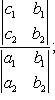 |c₁ b₁|
|c₂ b₂|
|a₁ b₁|
|a₂ b₂|.